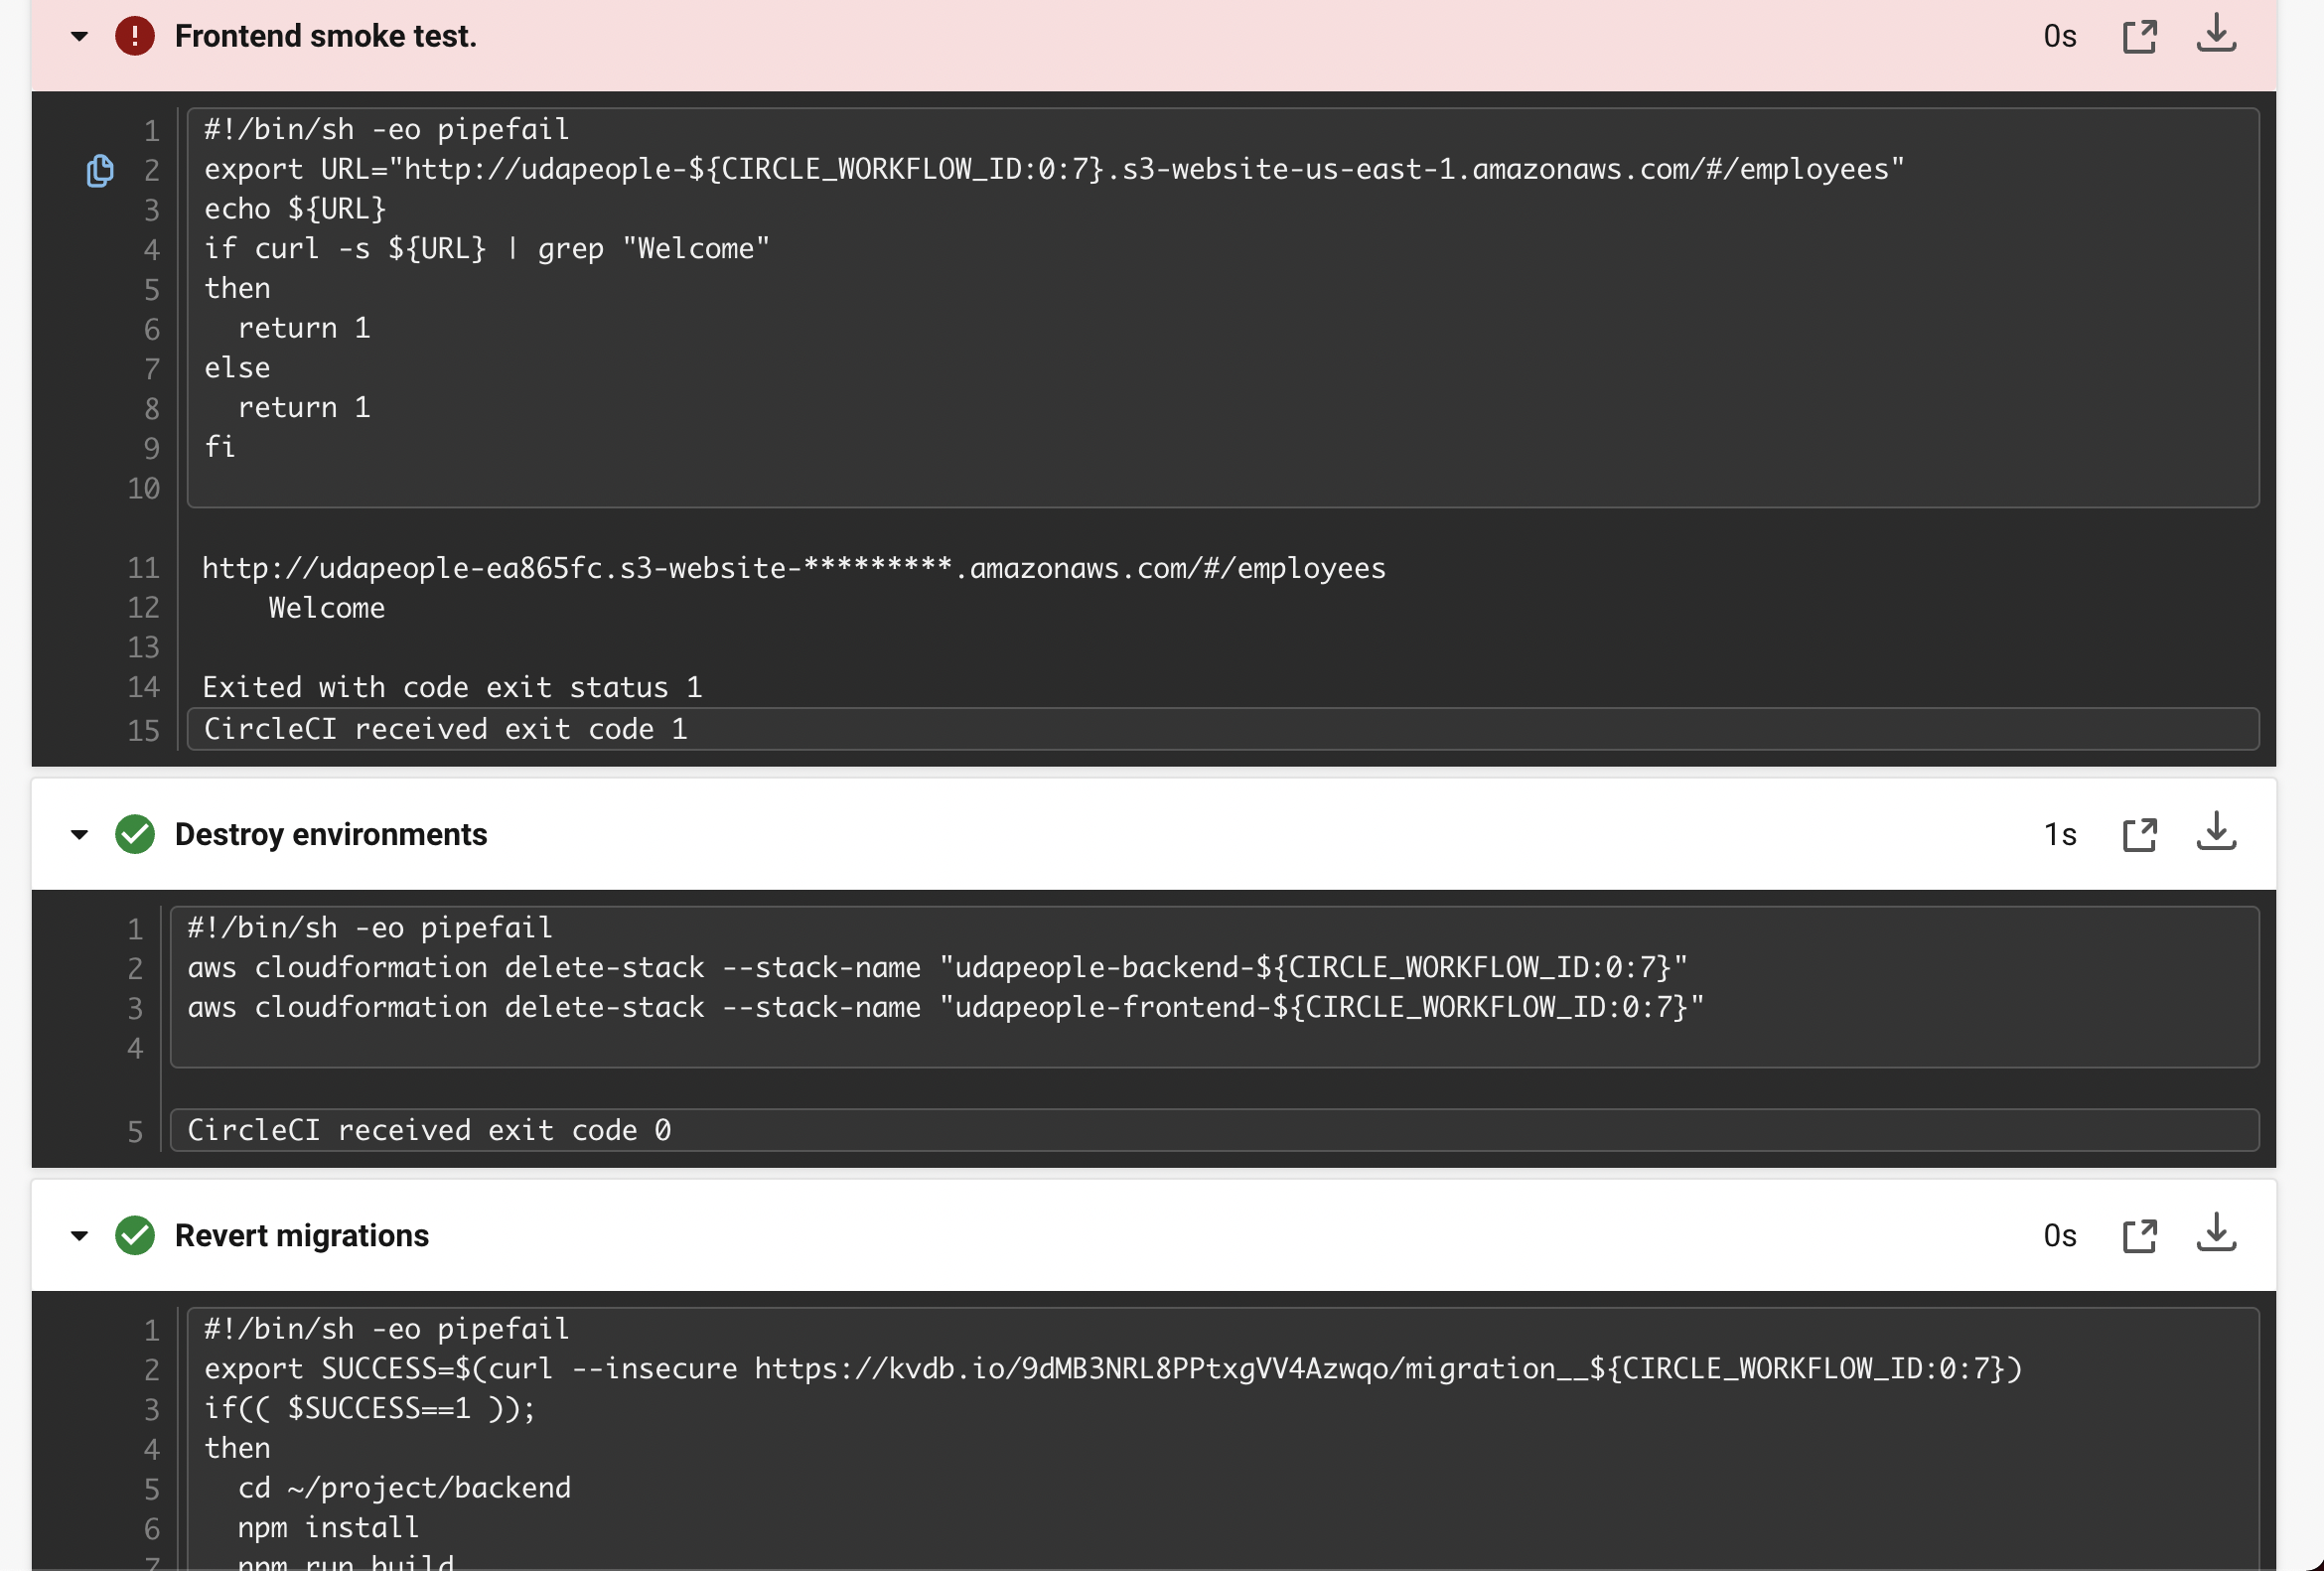 Frontend smoke test.
0s
1 #!/bin/sh -eo pipefail
2 export URL="http://udapeople-${CIRCLE_WORKFLOW_ID:0:7}.s3-website-us-east-1.amazonaws.com/#/employees"
3 echo ${URL}
4 if curl -s ${URL} | grep "Welcome"
5 then
6   return 1
7 else
8   return 1
9 fi
10
11 http://udapeople-ea865fc.s3-website-*********.amazonaws.com/#/employees
12     Welcome
13
14 Exited with code exit status 1
15 CircleCI received exit code 1
Destroy environments
1s
1 #!/bin/sh -eo pipefail
2 aws cloudformation delete-stack --stack-name "udapeople-backend-${CIRCLE_WORKFLOW_ID:0:7}"
3 aws cloudformation delete-stack --stack-name "udapeople-frontend-${CIRCLE_WORKFLOW_ID:0:7}"
4
5 CircleCI received exit code 0
Revert migrations
0s
1 #!/bin/sh -eo pipefail
2 export SUCCESS=$(curl --insecure https://kvdb.io/9dMB3NRL8PPtxgVV4Azwqo/migration__${CIRCLE_WORKFLOW_ID:0:7})
3 if(( $SUCCESS==1 ));
4 then
5   cd ~/project/backend
6   npm install
7   npm run build